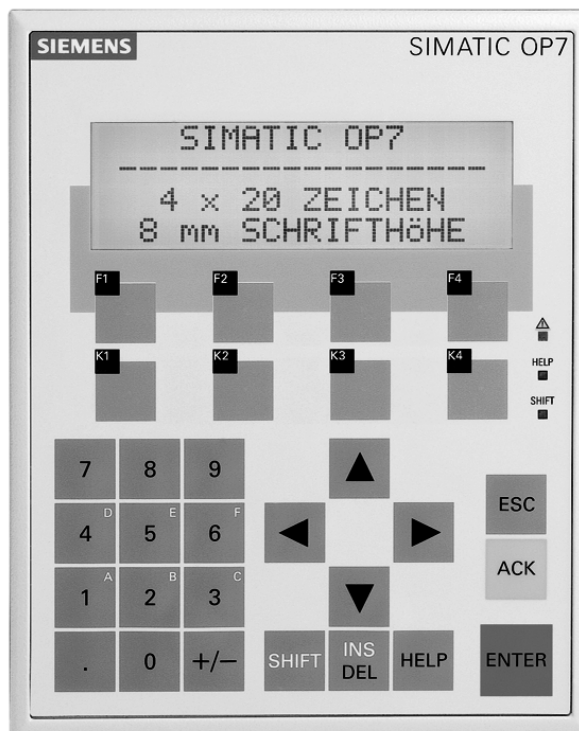 SIEMENS SIMATIC OP7
SIMATIC OP7
--------------------
4 x 20 ZEICHEN
8 mm SCHRIFTHöHE
F1 F2 F3 F4
K1 K2 K3 K4
HELP
SHIFT
7 8 9
4 D 5 E 6 F
ESC
1 A 2 B 3 C
ACK
. 0 +/− SHIFT INS DEL HELP ENTER